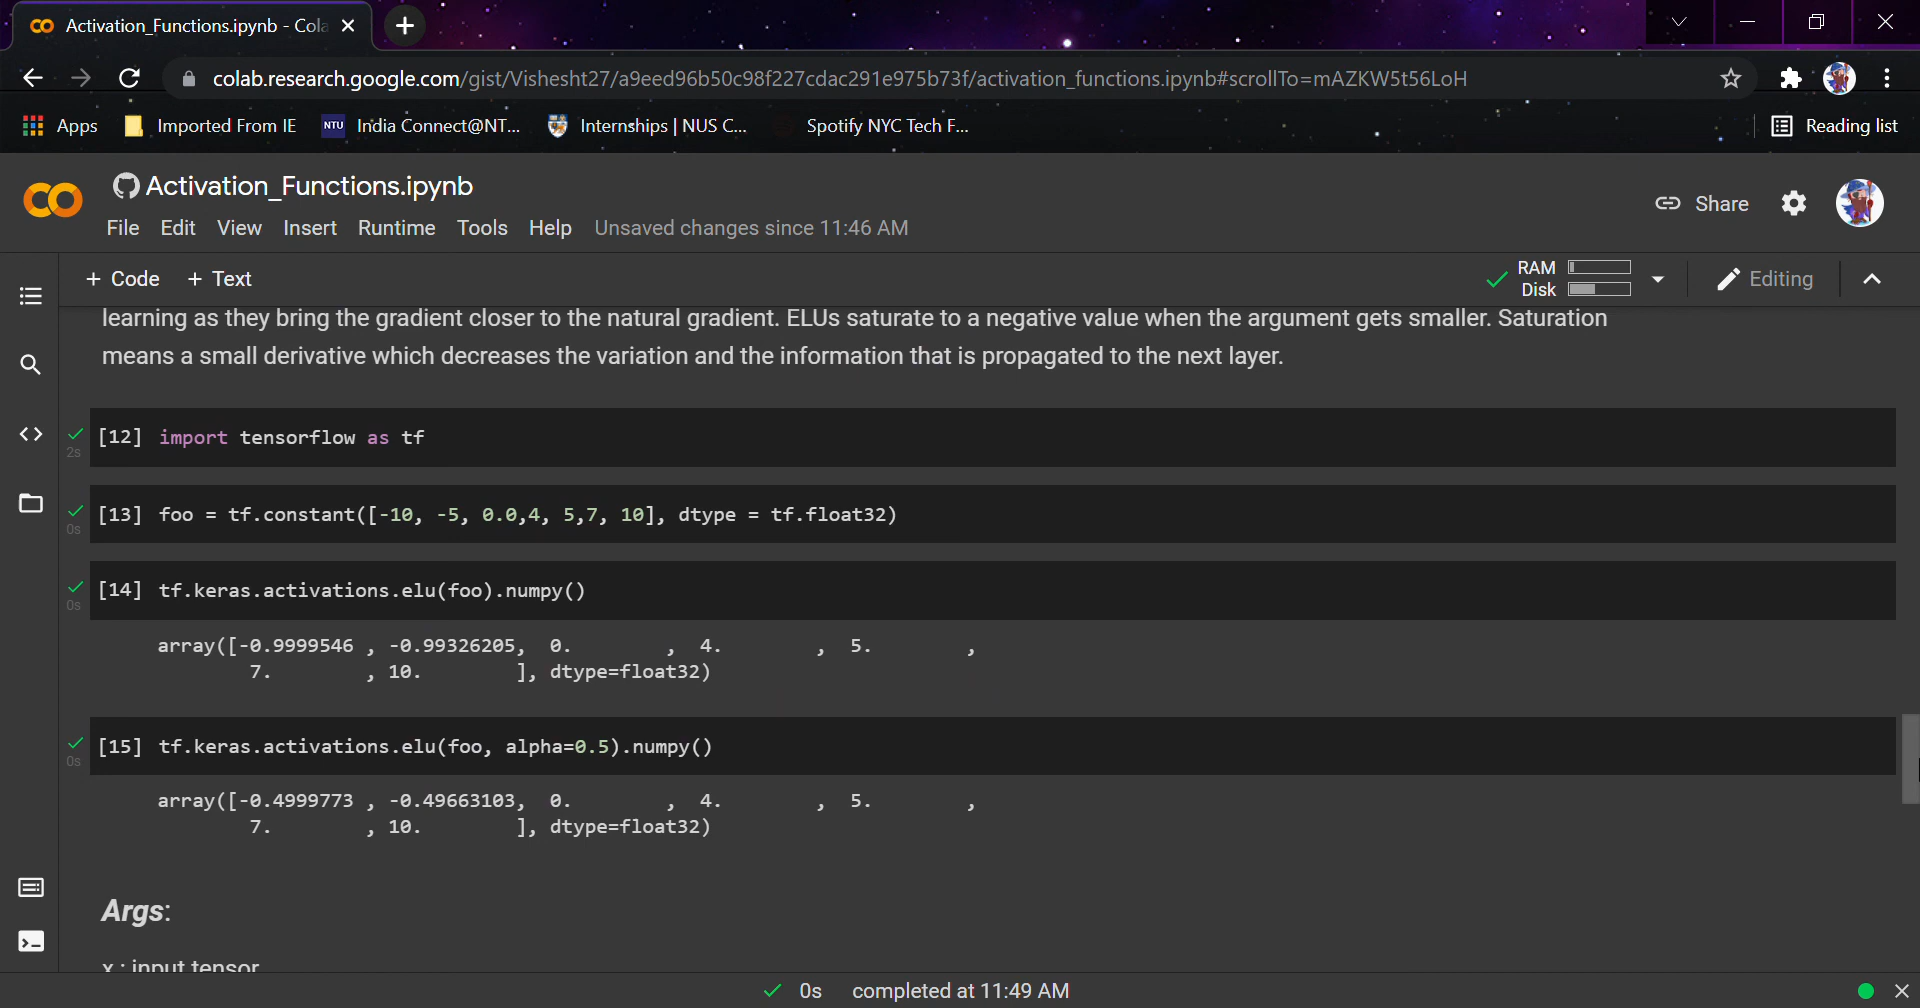 Activation_Functions.ipynb - Cola
colab.research.google.com/gist/Vishesht27/a9eed96b50c98f227cdac291e975b73f/activation_functions.ipynb#scrollTo=mAZKW5t56LoH
Apps
Imported From IE
NTU India Connect@NT...
Internships | NUS C...
Spotify NYC Tech F...
Reading list
CO Activation_Functions.ipynb
File Edit View Insert Runtime Tools Help Unsaved changes since 11:46 AM
Share
+ Code + Text
RAM
Disk
Editing
learning as they bring the gradient closer to the natural gradient. ELUs saturate to a negative value when the argument gets smaller. Saturation
means a small derivative which decreases the variation and the information that is propagated to the next layer.
[12] import tensorflow as tf
2s
[13] foo = tf.constant([-10, -5, 0.0,4, 5,7, 10], dtype = tf.float32)
0s
[14] tf.keras.activations.elu(foo).numpy()
0s
array([-0.9999546 , -0.99326205, 0. , 4. , 5. ,
7. , 10. ], dtype=float32)
[15] tf.keras.activations.elu(foo, alpha=0.5).numpy()
0s
array([-0.4999773 , -0.49663103, 0. , 4. , 5. ,
7. , 10. ], dtype=float32)
Args:
x : input tensor
0s completed at 11:49 AM